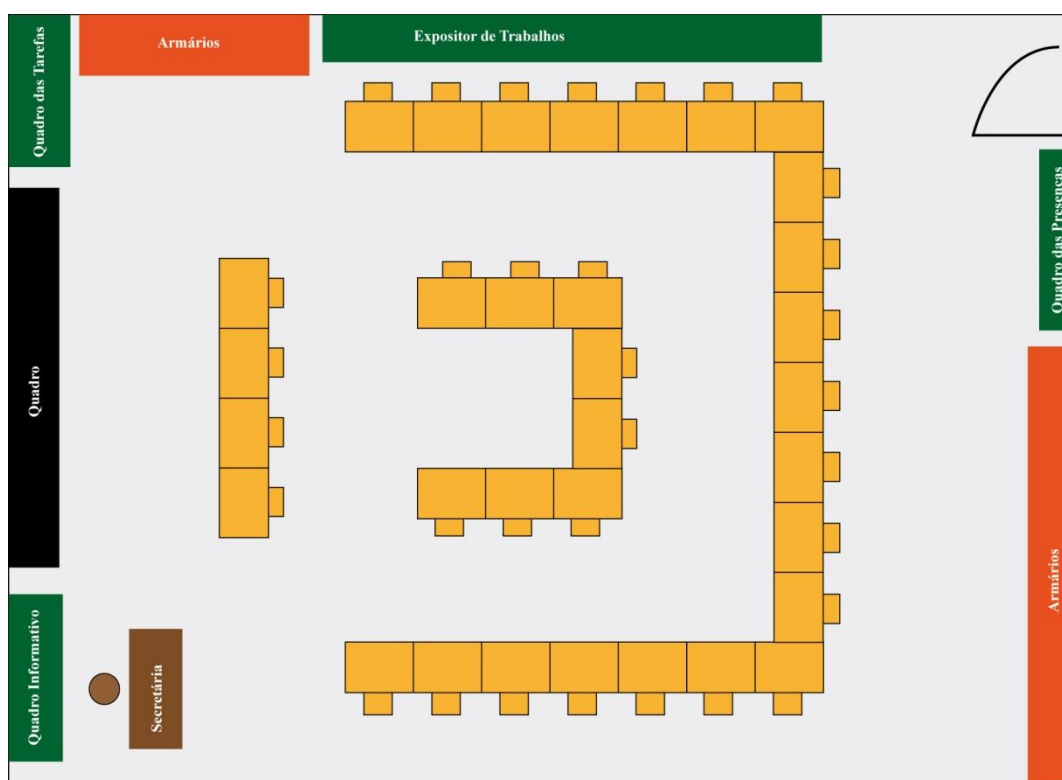 Quadro das Tarefas
Armários
Expositor de Trabalhos
Quadro das Presenças
Quadro
Armários
Quadro Informativo
Secretária